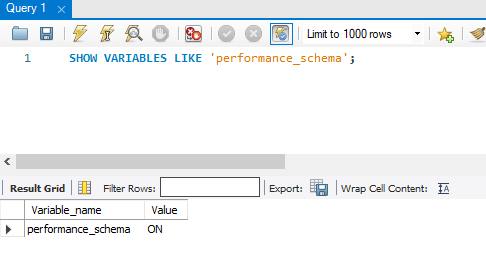 Query 1
Limit to 1000 rows
1 SHOW VARIABLES LIKE 'performance_schema';
Result Grid Filter Rows: Export: Wrap Cell Content:
Variable_name Value
performance_schema ON